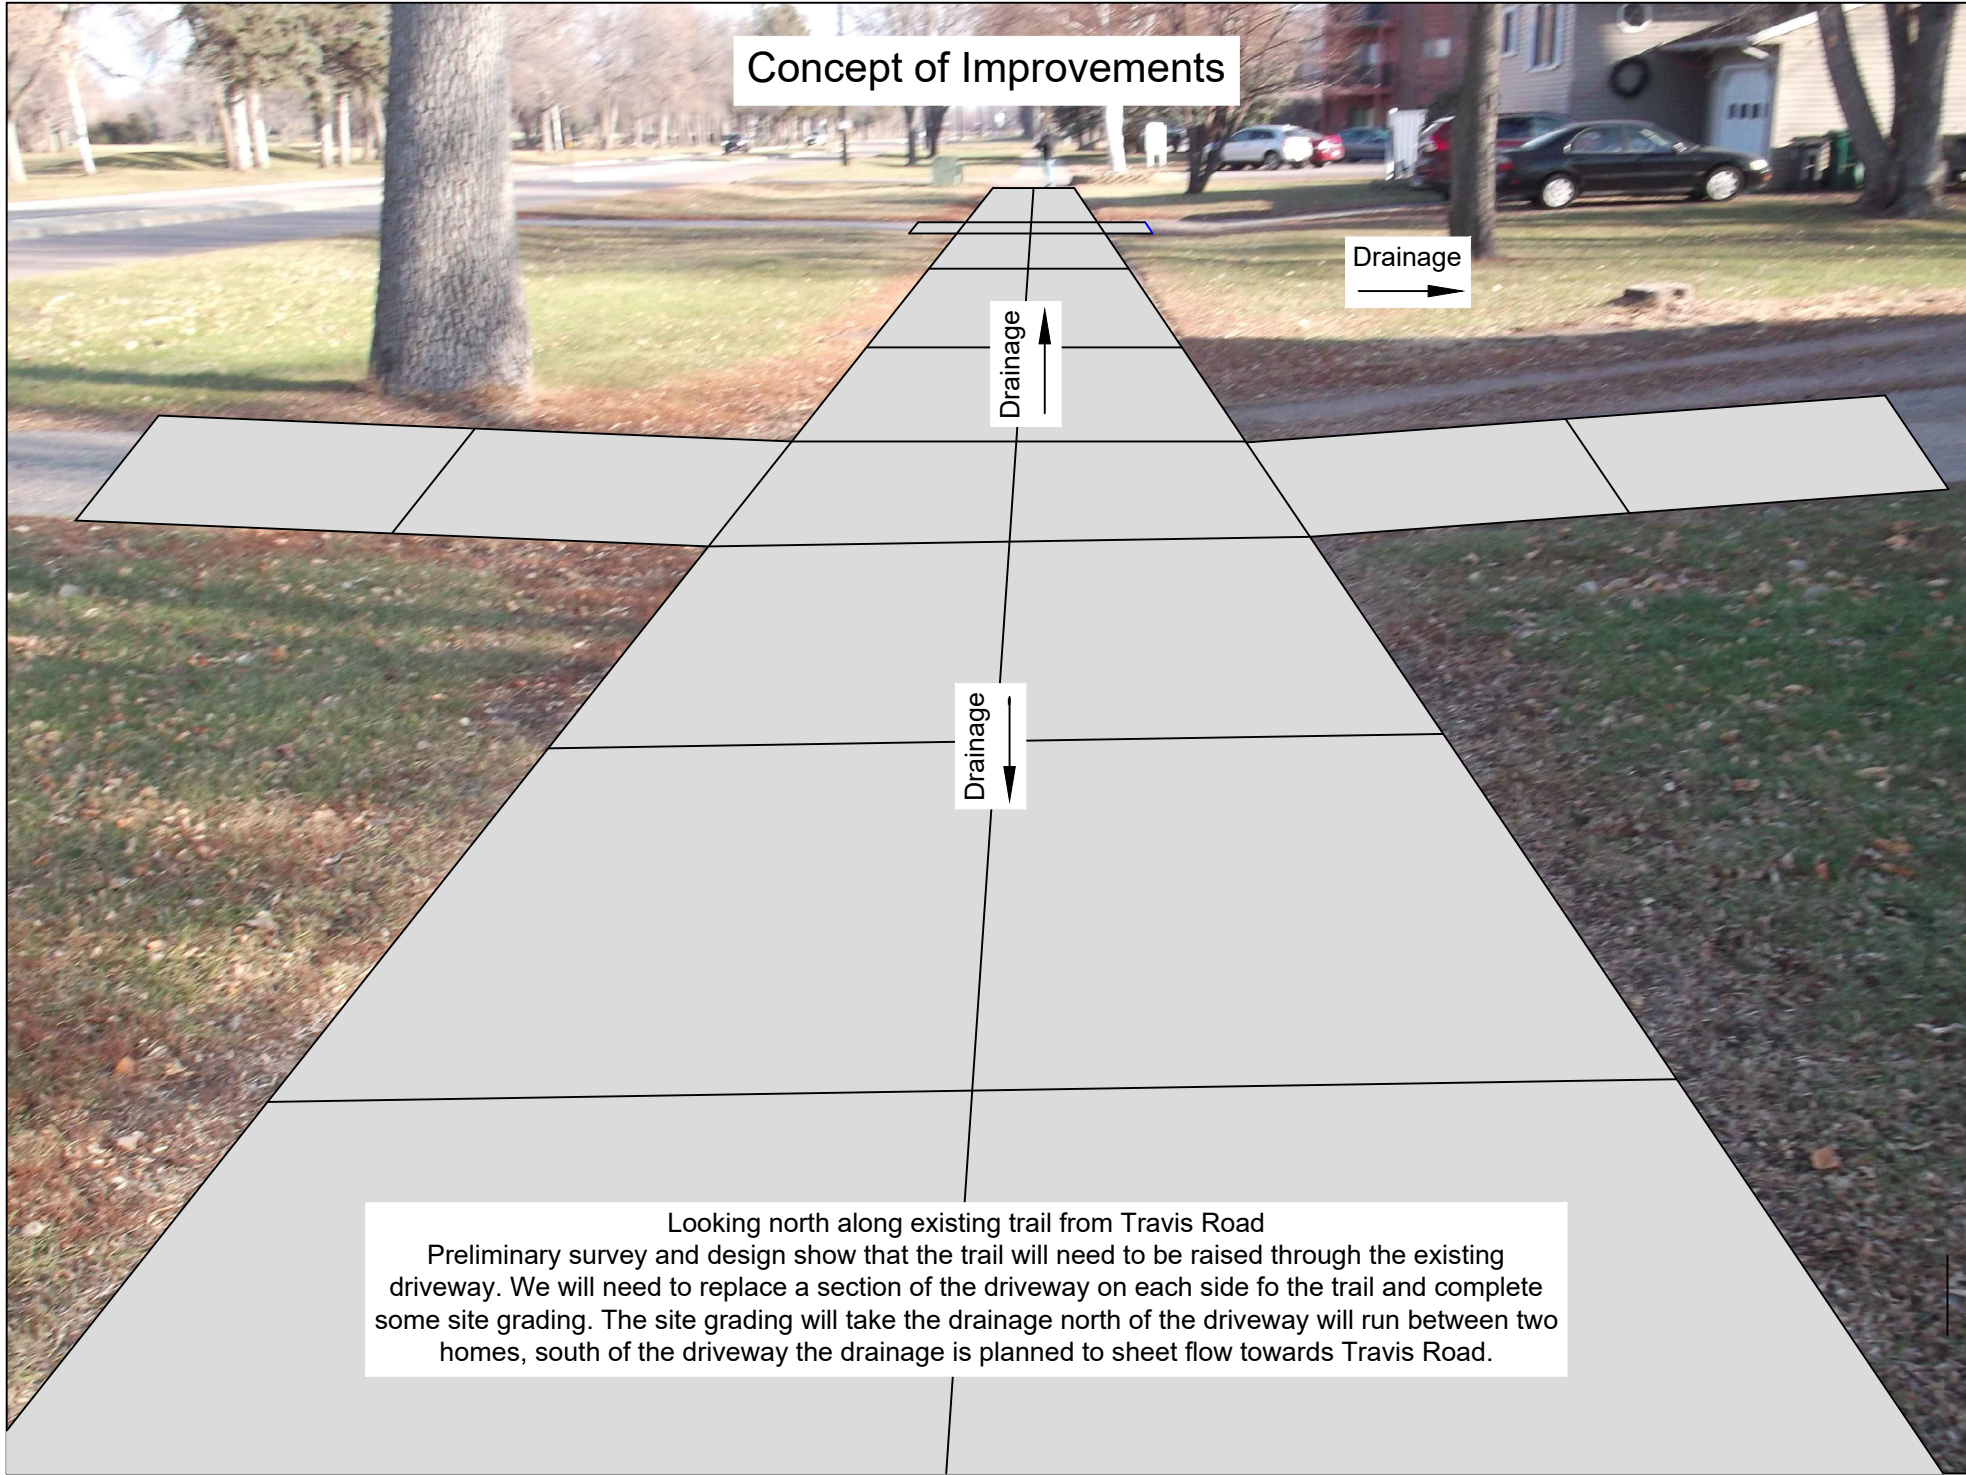 Concept of Improvements
Drainage
Drainage
Drainage
Looking north along existing trail from Travis Road
Preliminary survey and design show that the trail will need to be raised through the existing
driveway. We will need to replace a section of the driveway on each side fo the trail and complete
some site grading. The site grading will take the drainage north of the driveway will run between two
homes, south of the driveway the drainage is planned to sheet flow towards Travis Road.